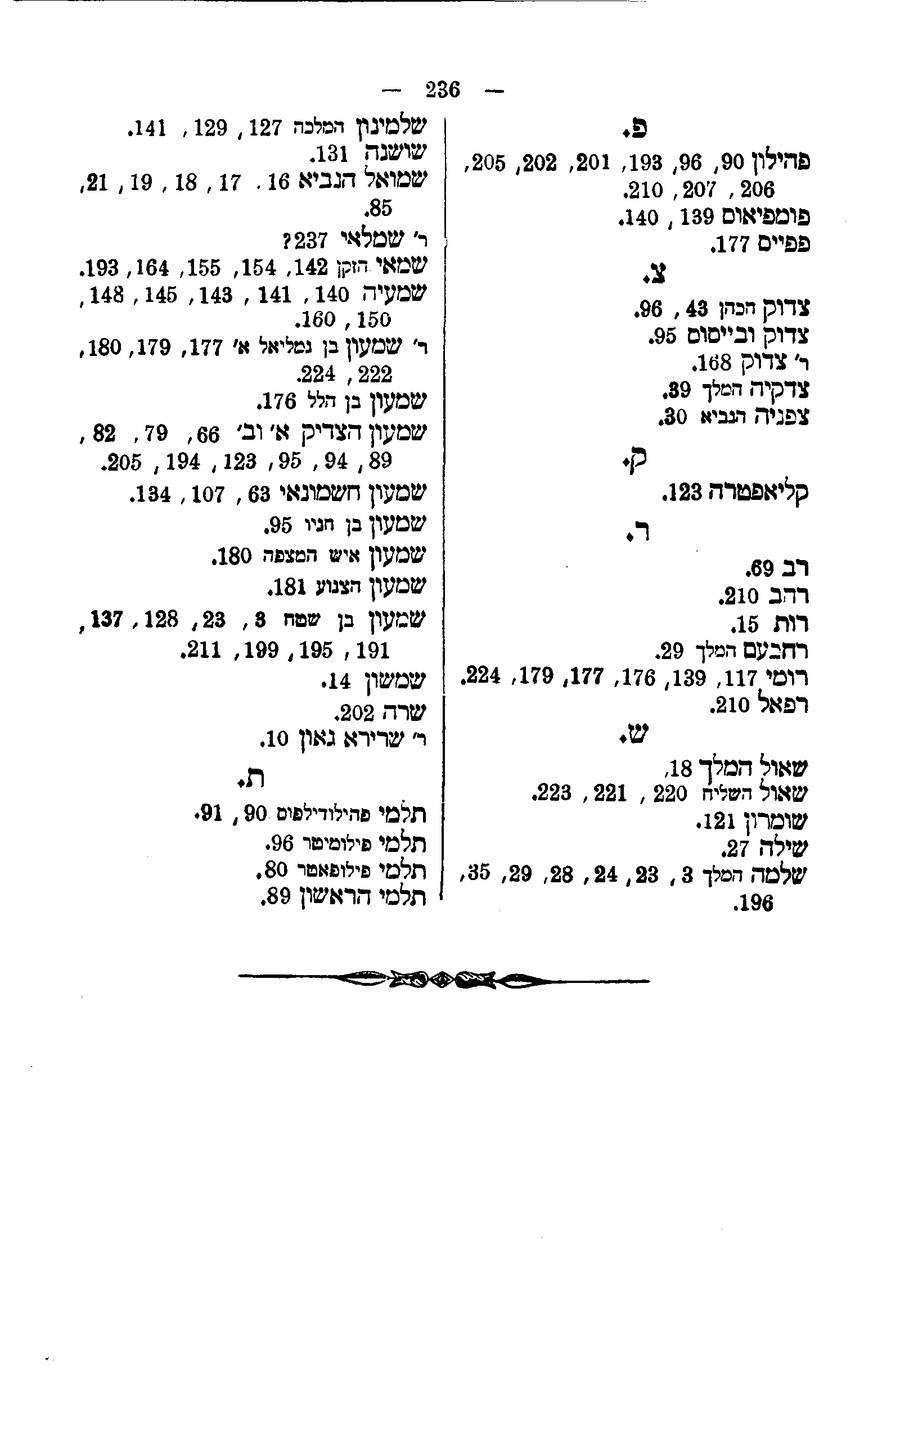 — 236 —
פ.
פהילון 90, 96, 193, 201, 202, 205,
206, 207, 210.
פומפיאום 139, 140.
פפיים 177.
צ.
צדוק הכהן 43, 96.
צדוק ובייסום 95.
ר׳ צדוק 168.
צדקיה המלך 39.
צפניה הנביא 30.
ק.
קליאפטרה 123.
ר.
רב 69.
רהב 210.
רות 15.
רחבעם המלך 29.
רומי 117, 139, 176, 177, 179, 224.
רפאל 210.
ש.
שאול המלך 18,
שאול השליח 220, 221, 223.
שומרון 121.
שילה 27.
שלמה המלך 3, 23, 24, 28, 29, 35,
196.
שלמינון המלכה 127, 129, 141.
שושנה 131.
שמואל הנביא 16. 17, 18, 19, 21,
85.
ר׳ שמלאי 237?
שמאי הזקן 142, 154, 155, 164, 193.
שמעיה 140, 141, 143, 145, 148,
150, 160.
ר׳ שמעון בן גמליאל א׳ 177, 179, 180,
222, 224.
שמעון בן הלל 176.
שמעון הצדיק א׳ וב׳ 66, 79, 82,
89, 94, 95, 123, 194, 205.
שמעון חשמונאי 63, 107, 134.
שמעון בן חניו 95.
שמעון איש המצפה 180.
שמעון הצנוע 181.
שמעון בן שטח 3, 23, 128, 137,
191, 195, 199, 211.
שמשון 14.
שרה 202.
ר׳ שרירא גאון 10.
ת.
תלמי פהילודילפוס 90, 91.
תלמי פילומיטר 96.
תלמי פילופאטר 80,
תלמי הראשון 89.